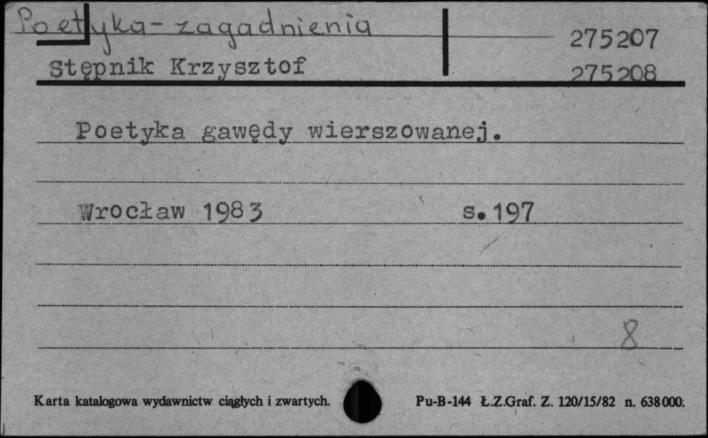 Poetyka - zagadnienia
275207
Stępnik Krzysztof
275208
Poetyka gawędy wierszowanej.
Wrocław 1983 s.197
8
Karta katalogowa wydawnictw ciągłych i zwartych. Pu-B-144 Ł.Z.Graf. Z. 120/15/82 n. 638000.